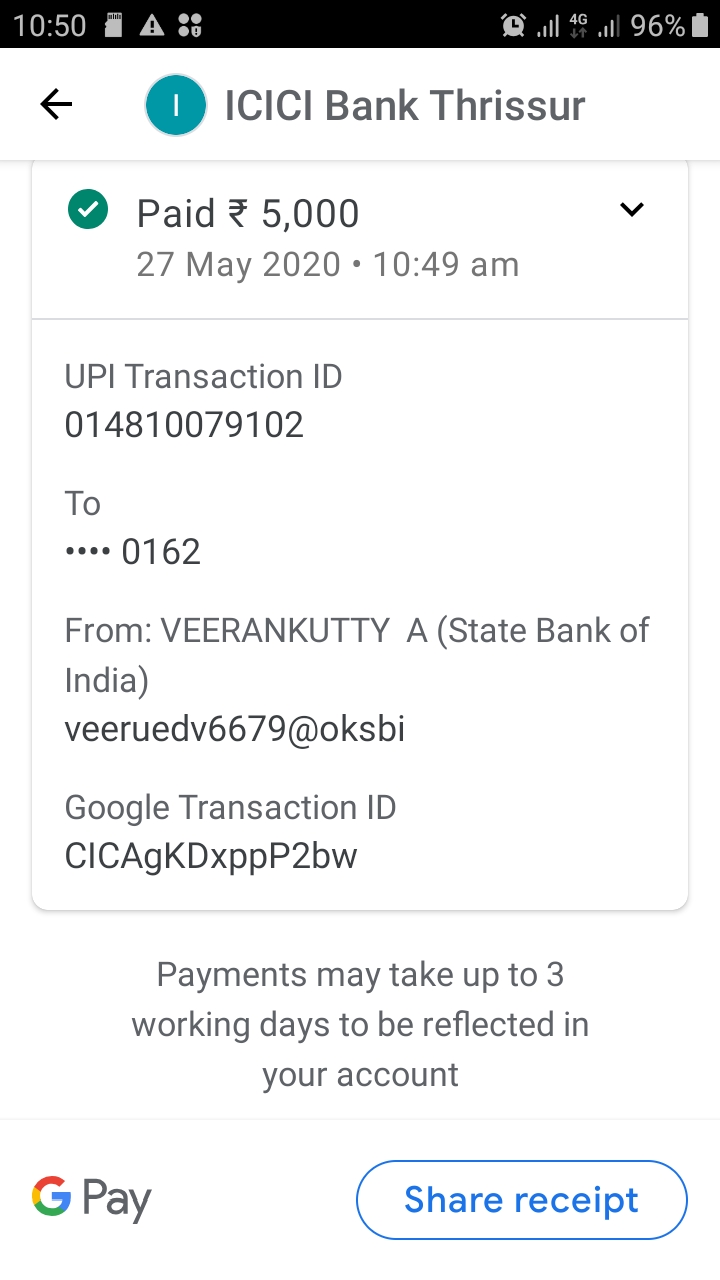 10:50 4G 96%
I ICICI Bank Thrissur
Paid ₹ 5,000
27 May 2020 • 10:49 am
UPI Transaction ID
014810079102
To
•••• 0162
From: VEERANKUTTY  A (State Bank of
India)
veeruedv6679@oksbi
Google Transaction ID
CICAgKDxppP2bw
Payments may take up to 3
working days to be reflected in
your account
G Pay
Share receipt